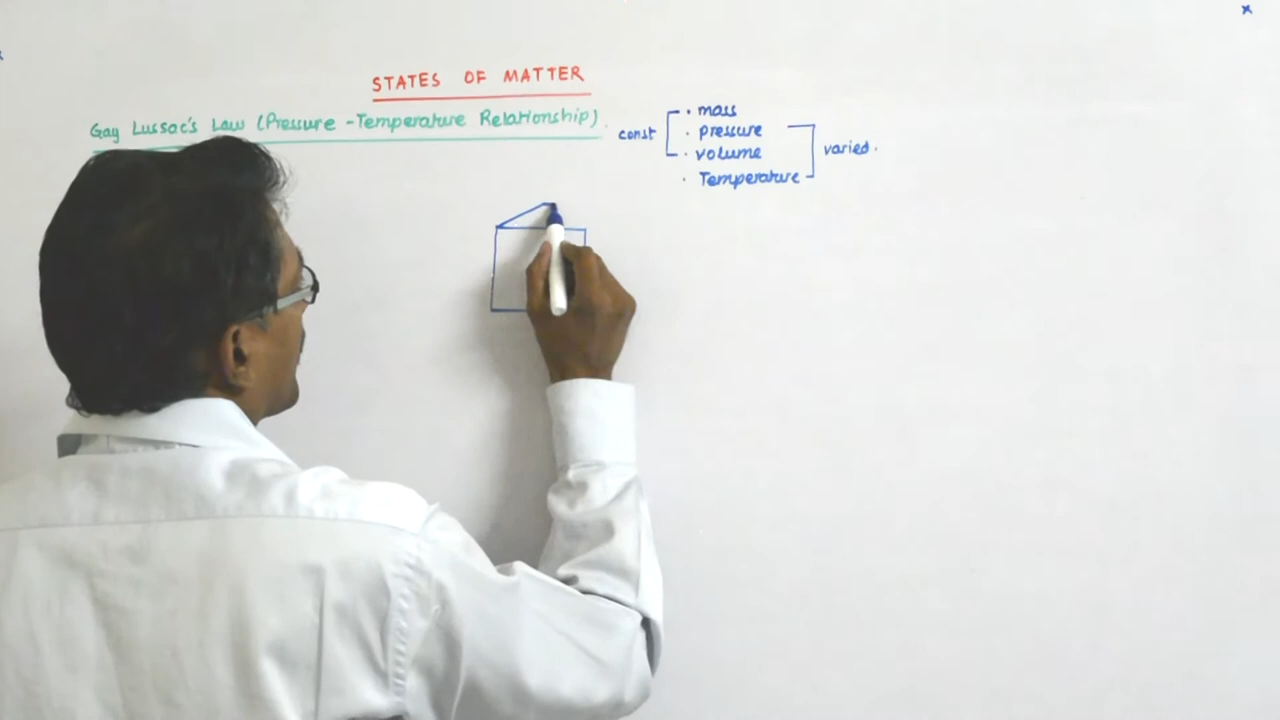 STATES OF MATTER
Gay Lussac's Law (Pressure - Temperature Relationship).
const
• mass
• pressure
• volume
• Temperature
varied.